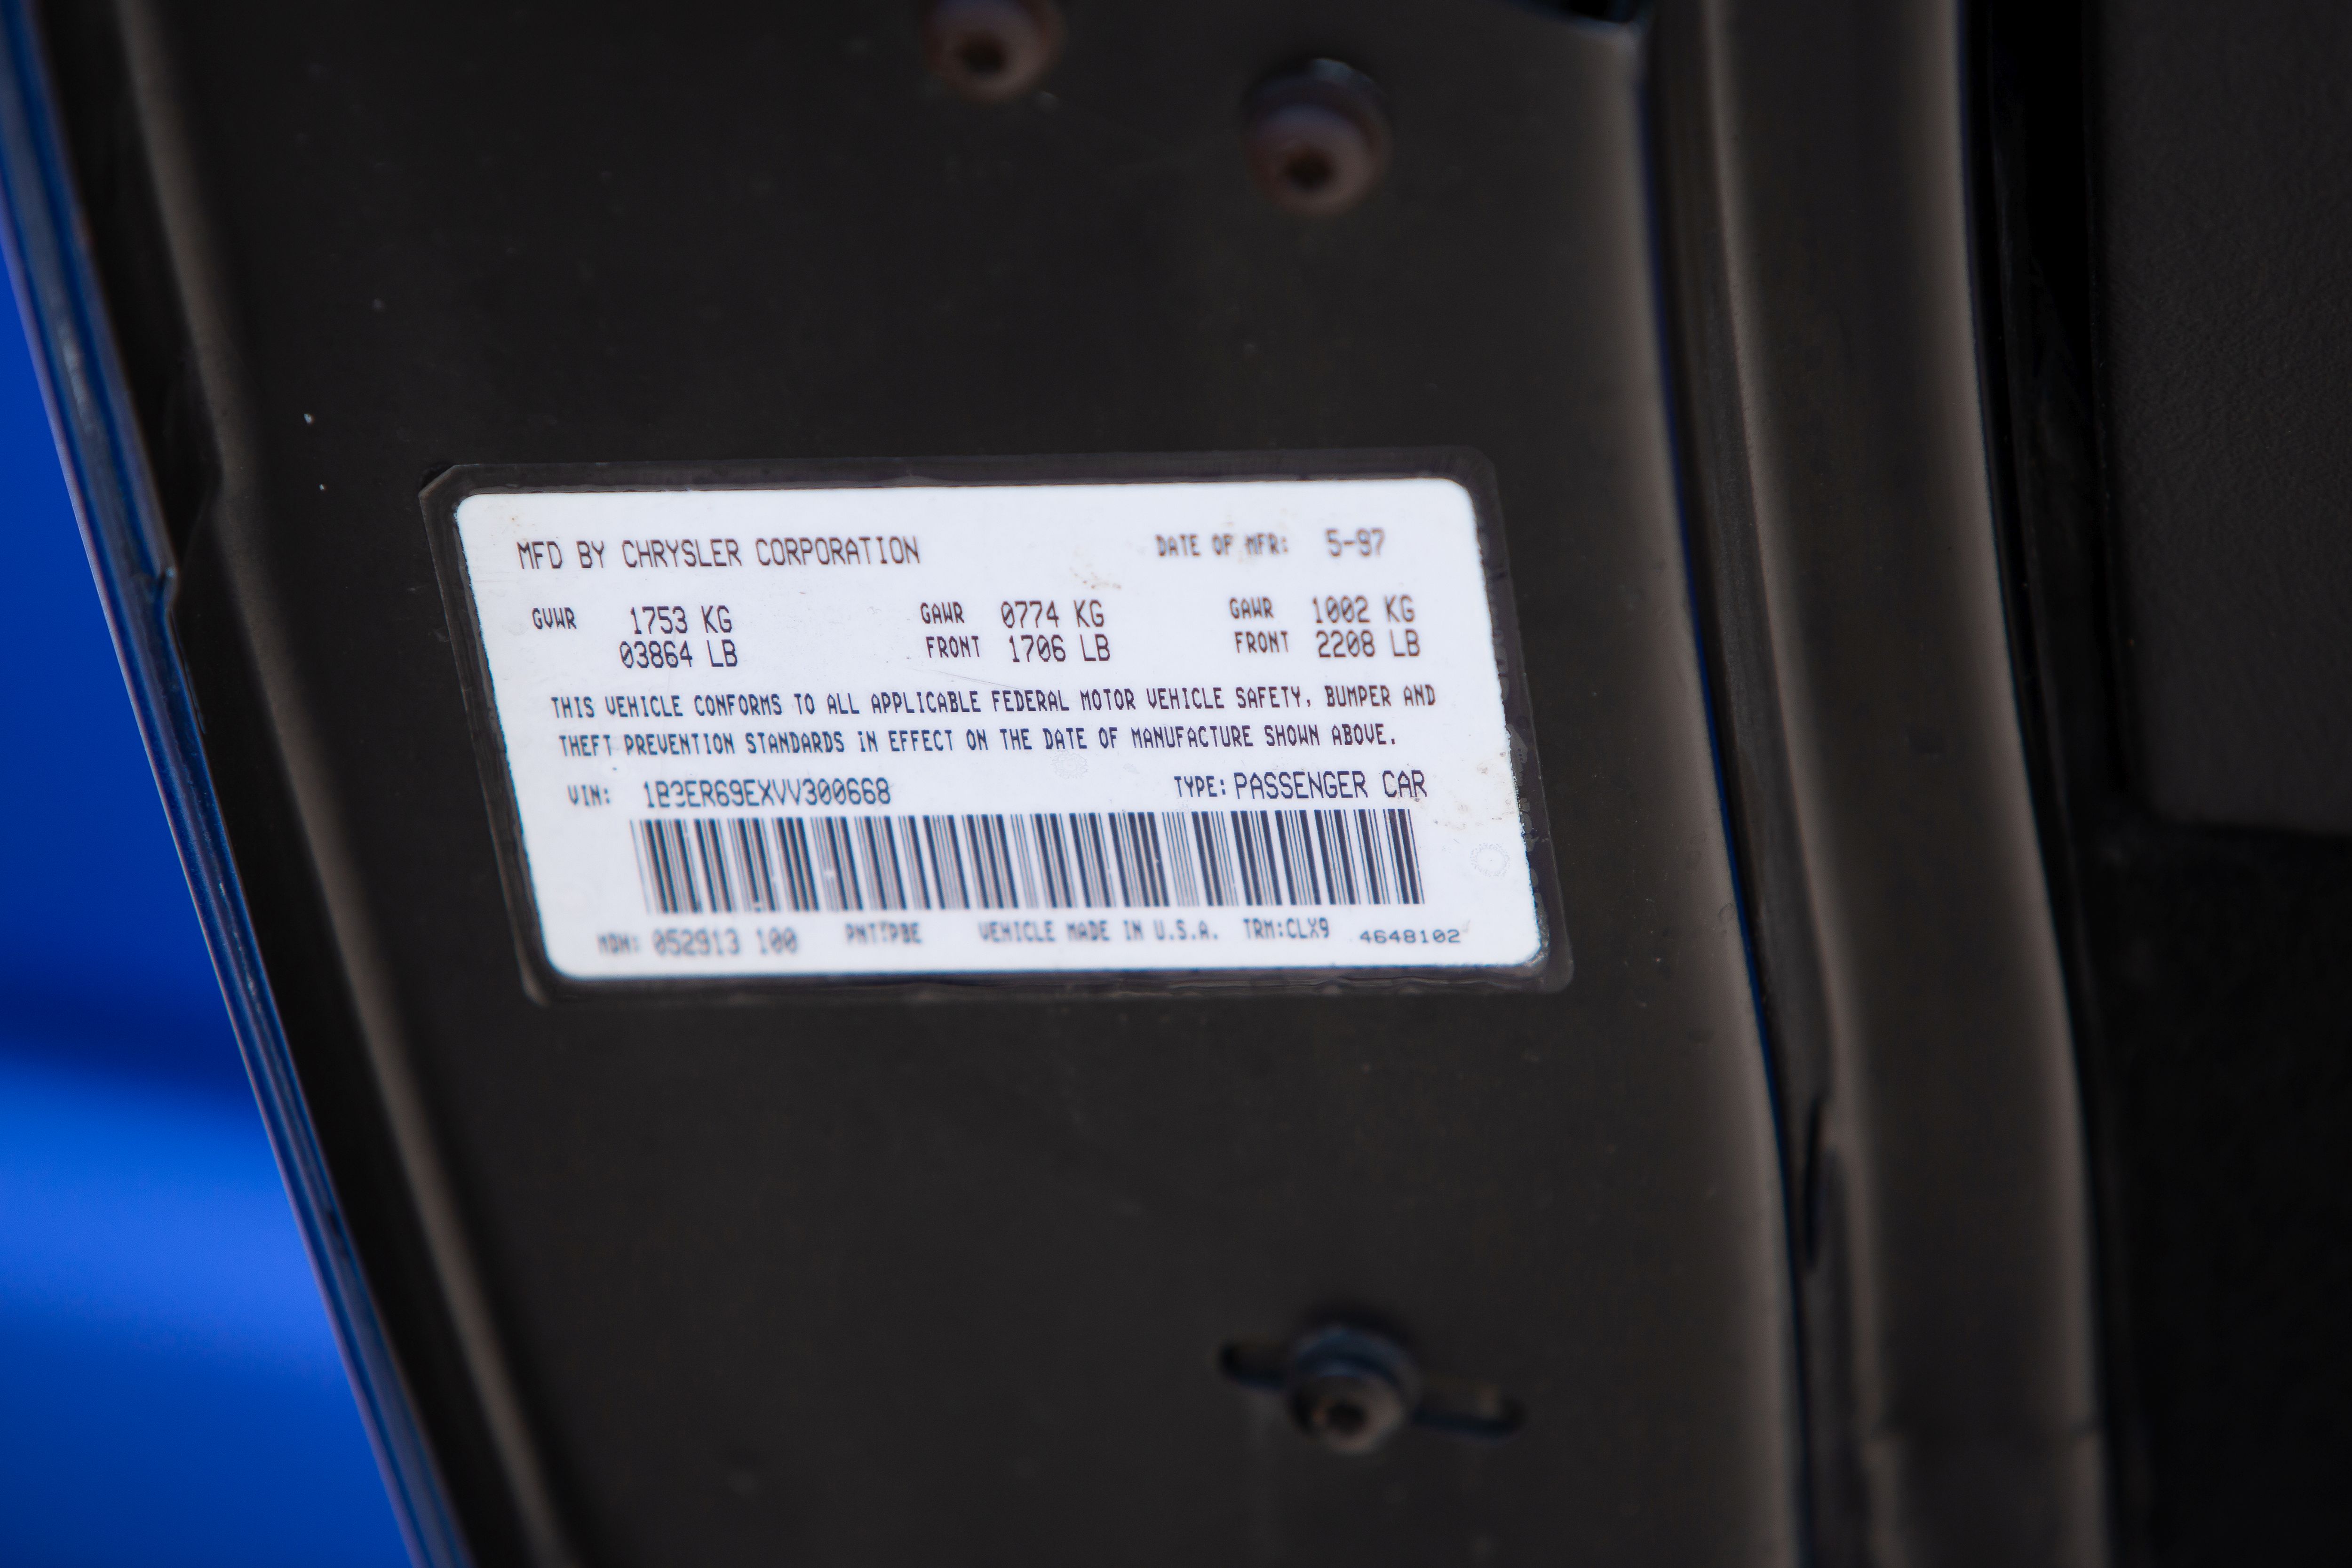 MFD BY CHRYSLER CORPORATION DATE OF MFR: 5-97
GVWR 1753 KG GAWR 0774 KG GAWR 1002 KG
03864 LB FRONT 1706 LB FRONT 2208 LB
THIS VEHICLE CONFORMS TO ALL APPLICABLE FEDERAL MOTOR VEHICLE SAFETY, BUMPER AND
THEFT PREVENTION STANDARDS IN EFFECT ON THE DATE OF MANUFACTURE SHOWN ABOVE.
VIN: 1B3ER69EXVV300668 TYPE: PASSENGER CAR
MDH: 052913 100 PNT:PBE VEHICLE MADE IN U.S.A. TRM:CLX9 4648102